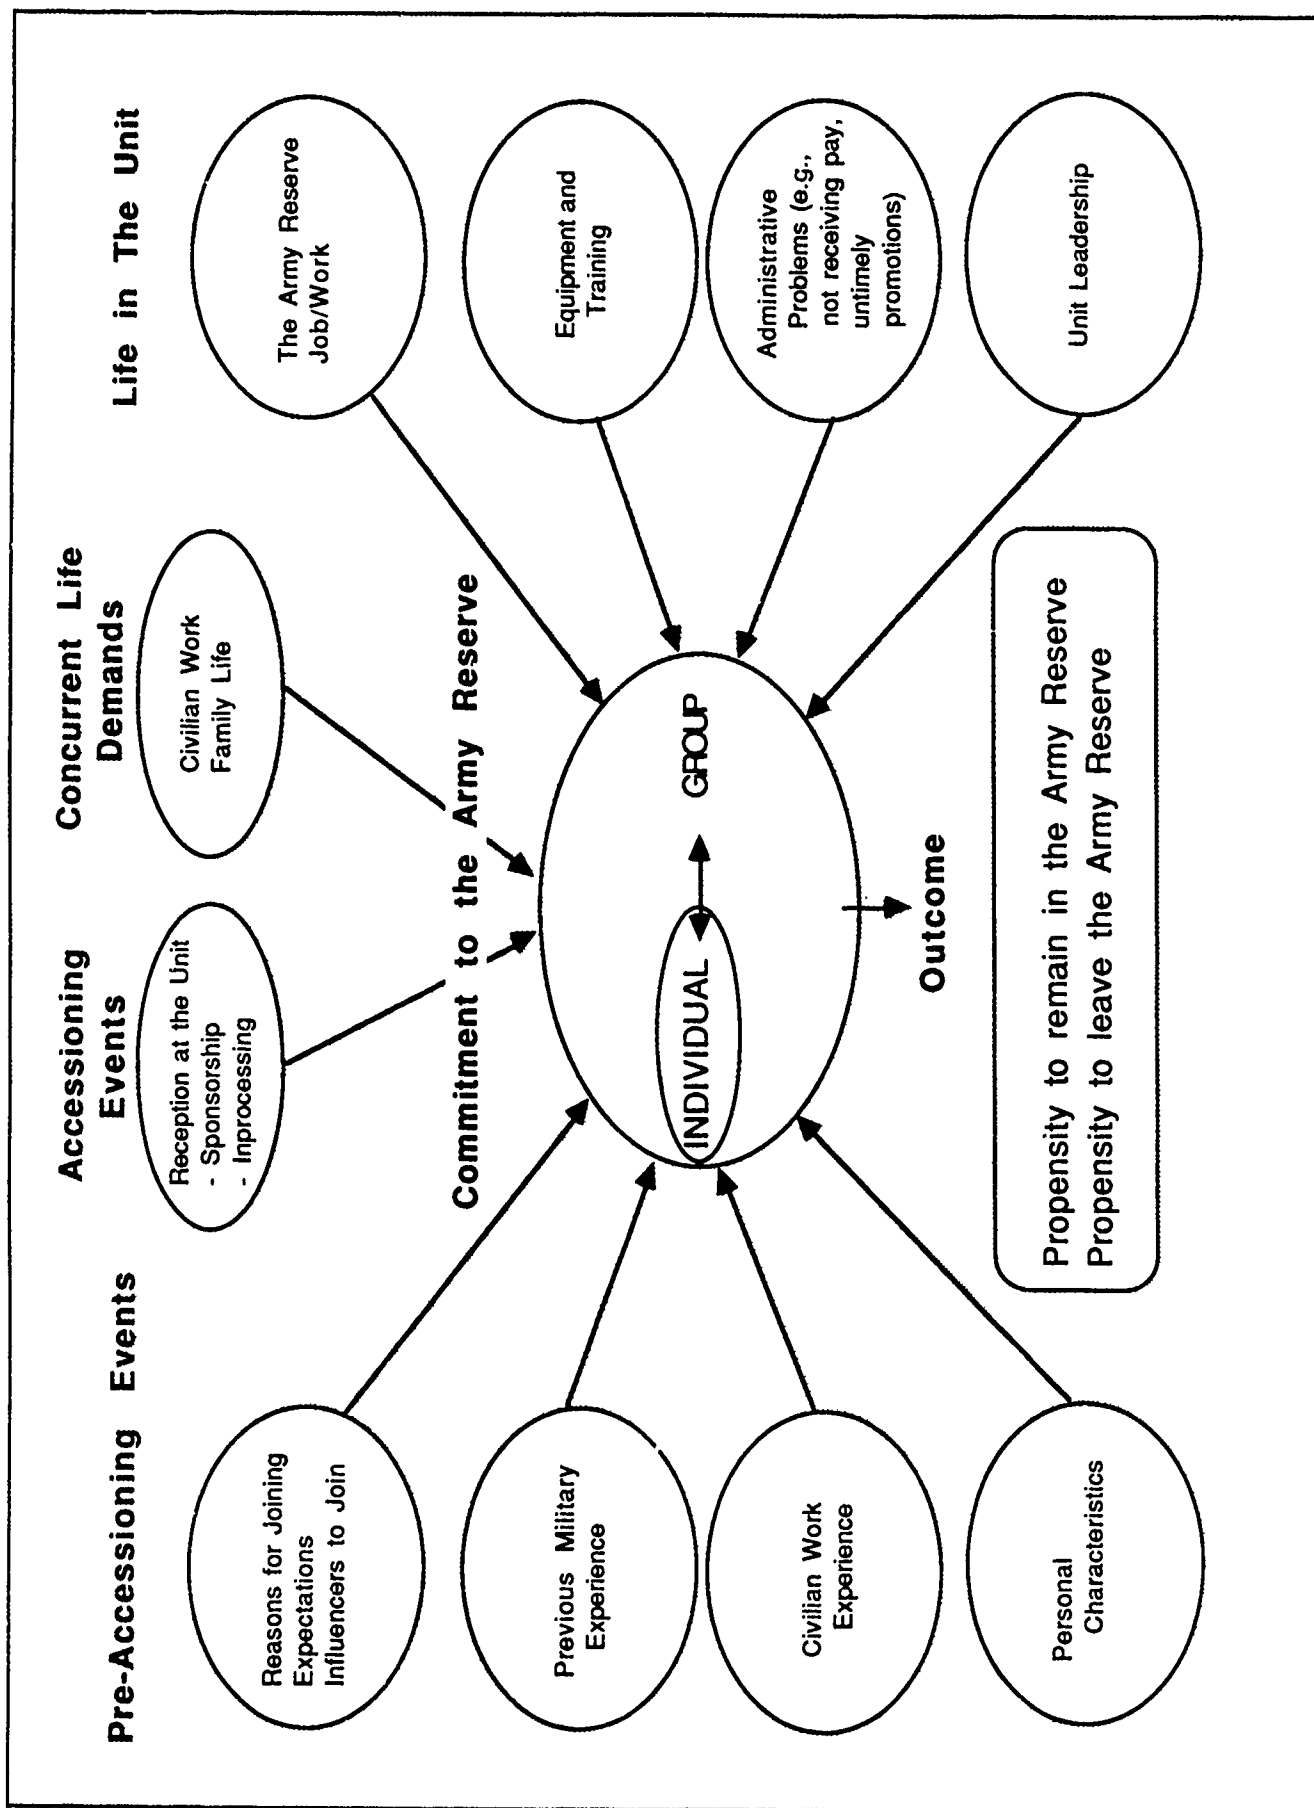 Pre-Accessioning Events
Accessioning
Events
Concurrent Life
Demands
Life in The Unit
Reasons for Joining
Expectations
Influencers to Join
Previous Military
Experience
Civilian Work
Experience
Personal
Characteristics
Reception at the Unit
- Sponsorship
- Inprocessing
Civilian Work
Family Life
The Army Reserve
Job/Work
Equipment and
Training
Administrative
Problems (e.g.,
not receiving pay,
untimely
promotions)
Unit Leadership
Commitment to the Army Reserve
INDIVIDUAL
GROUP
Outcome
Propensity to remain in the Army Reserve
Propensity to leave the Army Reserve